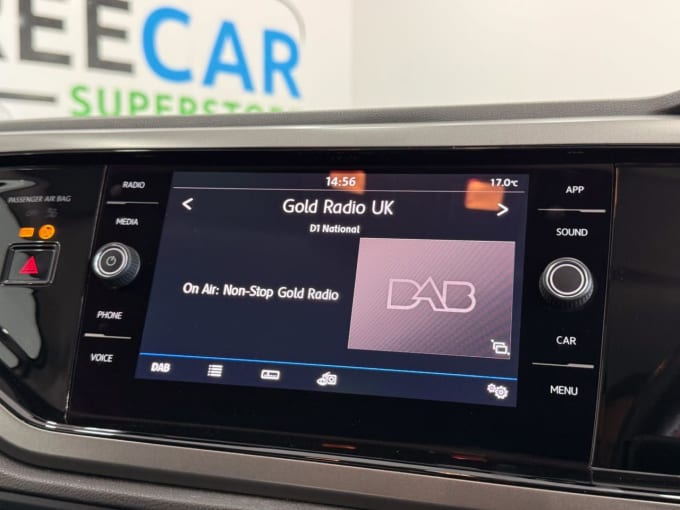 REECAR
SUPERSTOR
PASSENGER AIR BAG
RADIO
MEDIA
PHONE
VOICE
14:56
17.0°C
< Gold Radio UK >
D1 National
On Air: Non-Stop Gold Radio
DAB
DAB
APP
SOUND
CAR
MENU